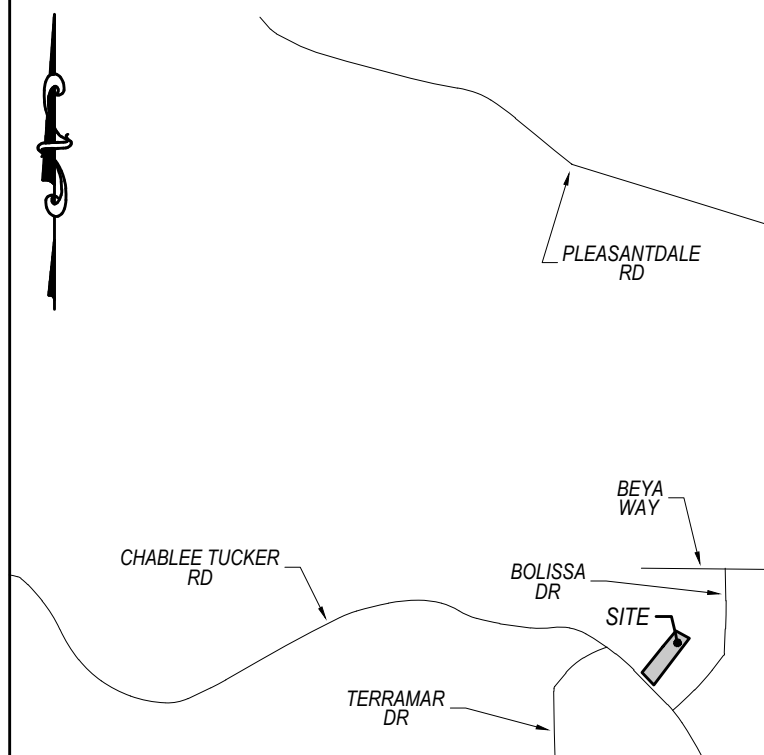 PLEASANTDALE
RD
BEYA
WAY
CHABLEE TUCKER
RD
BOLISSA
DR
SITE
TERRAMAR
DR